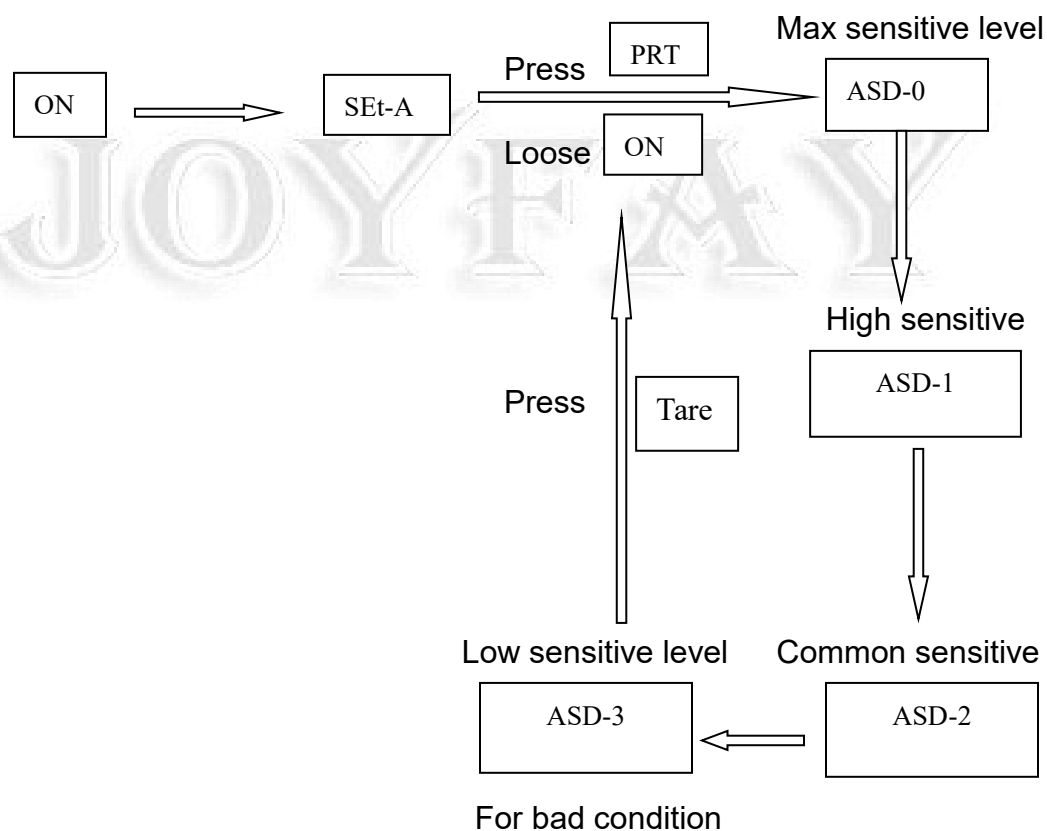 Max sensitive level
PRT
Press
ON
SEt-A
ASD-0
Loose
ON
JOYFAY
High sensitive
ASD-1
Press
Tare
Low sensitive level
Common sensitive
ASD-3
ASD-2
For bad condition